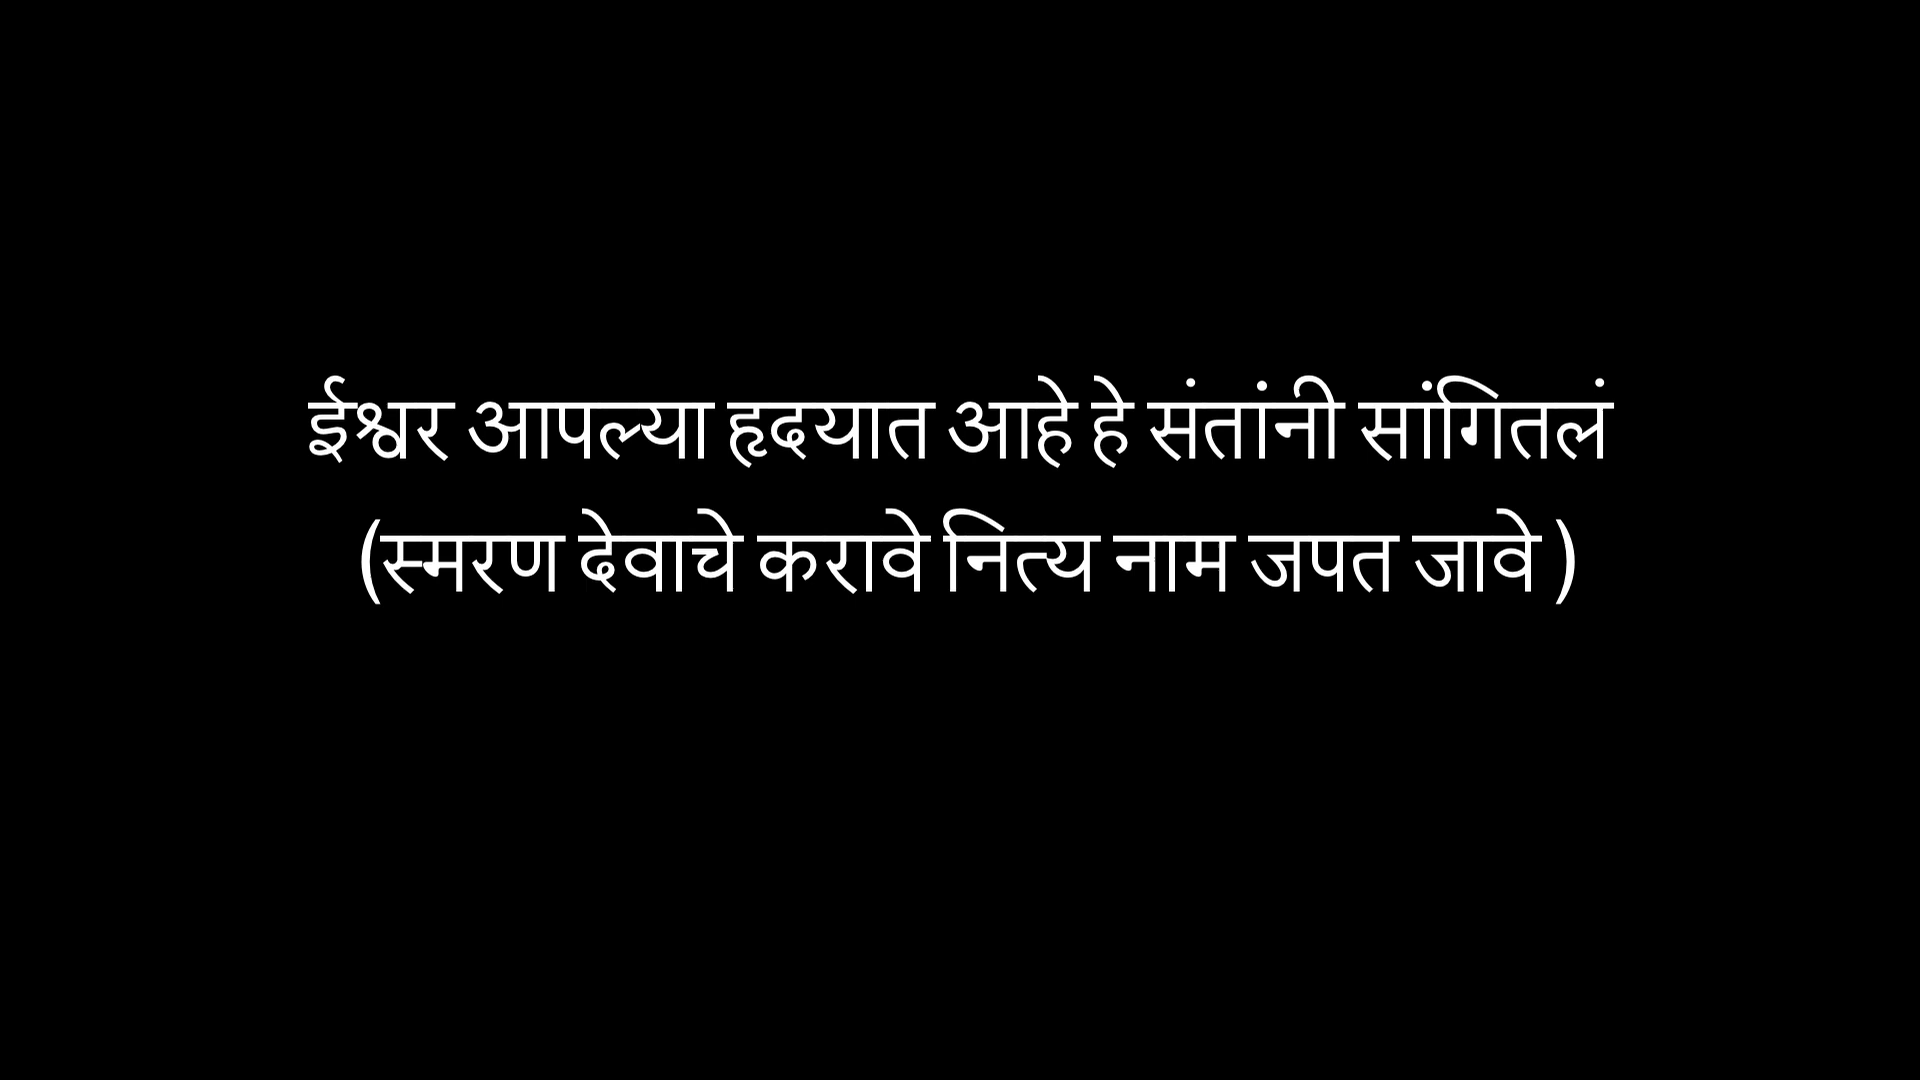 ईश्वर आपल्या हृदयात आहे हे संतांनी सांगितलं
(स्मरण देवाचे करावे नित्य नाम जपत जावे )